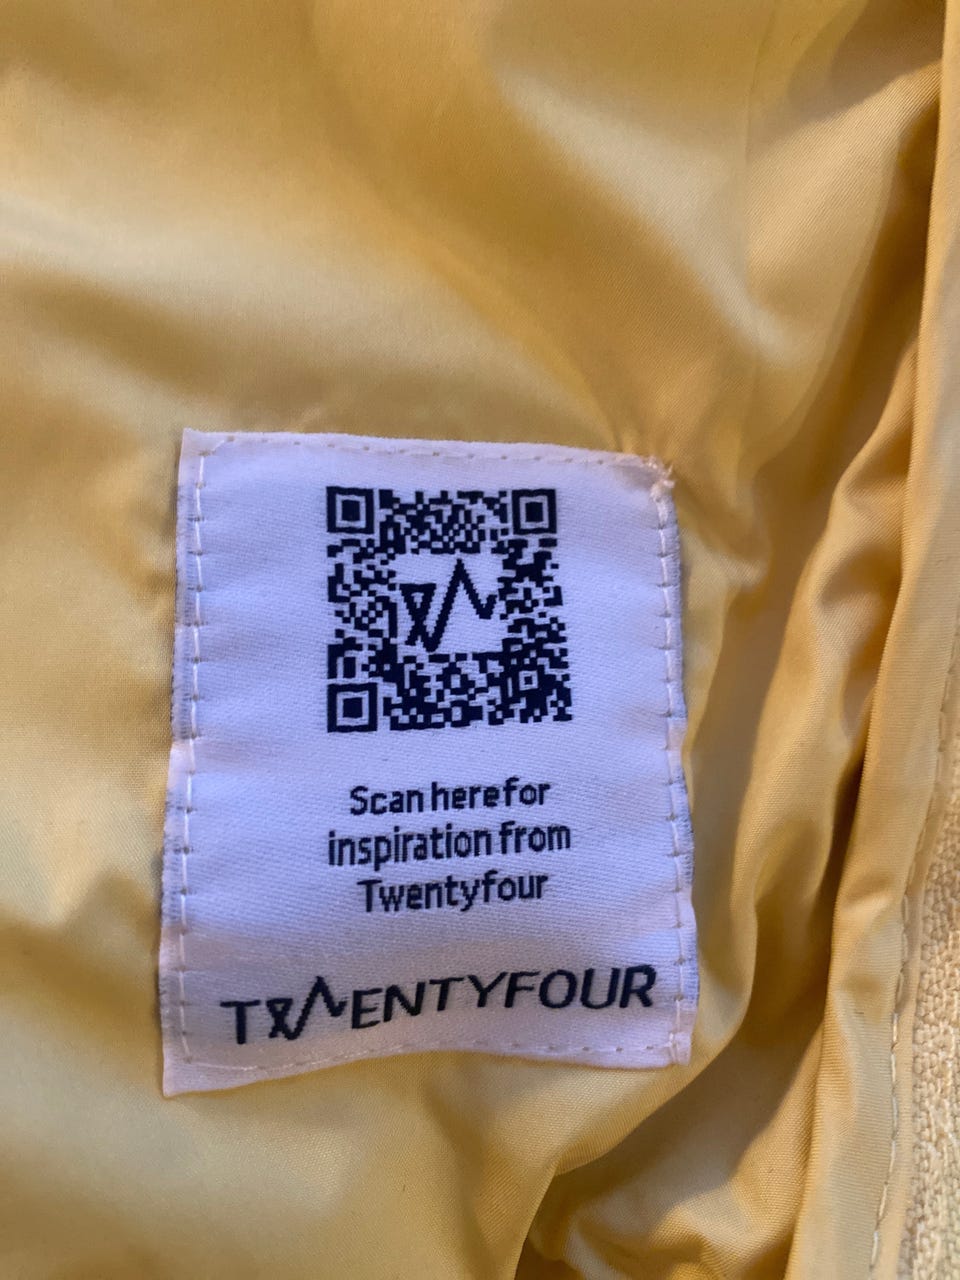 Scan here for
inspiration from
Twentyfour
TWENTYFOUR